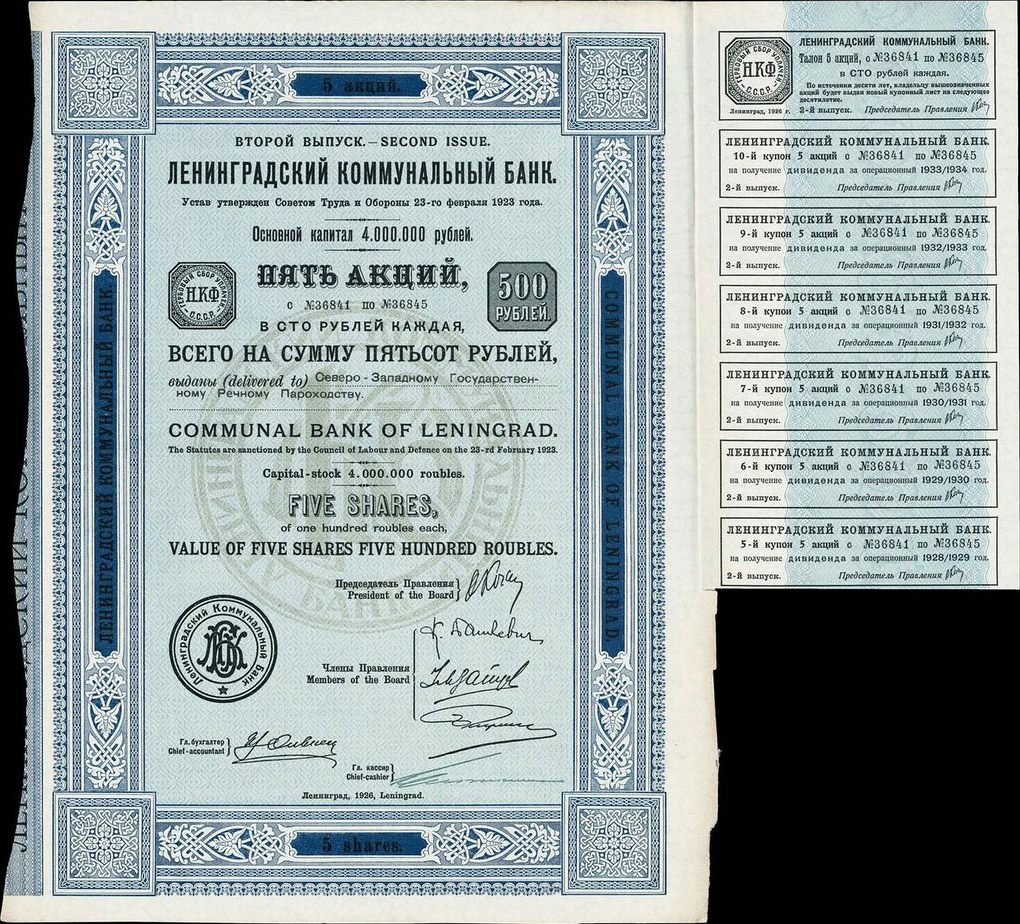 5 акций.
ВТОРОЙ ВЫПУСК.–SECOND ISSUE.
ЛЕНИНГРАДСКИЙ КОММУНАЛЬНЫЙ БАНК.
Устав утвержден Советом Труда и Обороны 23-го февраля 1923 года.
Основной капитал 4.000.000 рублей.
ПЯТЬ АКЦИЙ,
ГЕРБОВЫЙ СБОР УПЛАЧЕН
Н.К.Ф.
С.С.С.Р.
500
РУБЛЕЙ.
с №36841 по №36845
В СТО РУБЛЕЙ КАЖДАЯ,
ВСЕГО НА СУММУ ПЯТЬСОТ РУБЛЕЙ,
выданы (delivered to) Северо-Западному Государствен-
ному Речному Пароходству.
COMMUNAL BANK OF LENINGRAD.
The Statutes are sanctioned by the Council of Labour and Defence on the 23-rd February 1923.
Capital-stock 4.000.000 roubles.
FIVE SHARES,
of one hundred roubles each,
VALUE OF FIVE SHARES FIVE HUNDRED ROUBLES.
Председатель Правления
President of the Board
Члены Правления
Members of the Board
Ленинградский Коммунальный Банк
Гл. бухгалтер
Chief-accountant
Гл. кассир
Chief-cashier
Ленинград, 1926, Leningrad.
5 shares.
ЛЕНИНГРАДСКИЙ КОММУНАЛЬНЫЙ БАНК.
COMMUNAL BANK OF LENINGRAD.
ГЕРБОВЫЙ СБОР УПЛАЧЕН
Н.К.Ф.
С.С.С.Р.
Ленинград, 1926 г.
ЛЕНИНГРАДСКИЙ КОММУНАЛЬНЫЙ БАНК.
Талон 5 акций, с №36841 по №36845
в СТО рублей каждая.
По истечении десяти лет, владельцу вышеозначенных
акций будет выдан новый купонный лист на следующее
десятилетие.
2-й выпуск. Председатель Правления
ЛЕНИНГРАДСКИЙ КОММУНАЛЬНЫЙ БАНК.
10-й купон 5 акций с №36841 по №36845
на получение дивиденда за операционный 1933/1934 год.
2-й выпуск. Председатель Правления
ЛЕНИНГРАДСКИЙ КОММУНАЛЬНЫЙ БАНК.
9-й купон 5 акций с №36841 по №36845
на получение дивиденда за операционный 1932/1933 год.
2-й выпуск. Председатель Правления
ЛЕНИНГРАДСКИЙ КОММУНАЛЬНЫЙ БАНК.
8-й купон 5 акций с №36841 по №36845
на получение дивиденда за операционный 1931/1932 год.
2-й выпуск. Председатель Правления
ЛЕНИНГРАДСКИЙ КОММУНАЛЬНЫЙ БАНК.
7-й купон 5 акций с №36841 по №36845
на получение дивиденда за операционный 1930/1931 год.
2-й выпуск. Председатель Правления
ЛЕНИНГРАДСКИЙ КОММУНАЛЬНЫЙ БАНК.
6-й купон 5 акций с №36841 по №36845
на получение дивиденда за операционный 1929/1930 год.
2-й выпуск. Председатель Правления
ЛЕНИНГРАДСКИЙ КОММУНАЛЬНЫЙ БАНК.
5-й купон 5 акций с №36841 по №36845
на получение дивиденда за операционный 1928/1929 год.
2-й выпуск. Председатель Правления